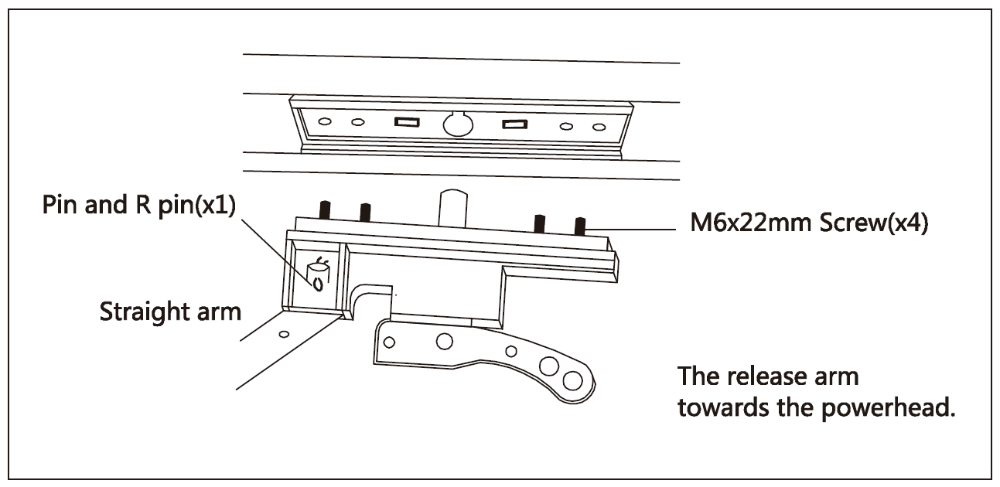 Pin and R pin(x1)
M6x22mm Screw(x4)
Straight arm
The release arm
towards the powerhead.